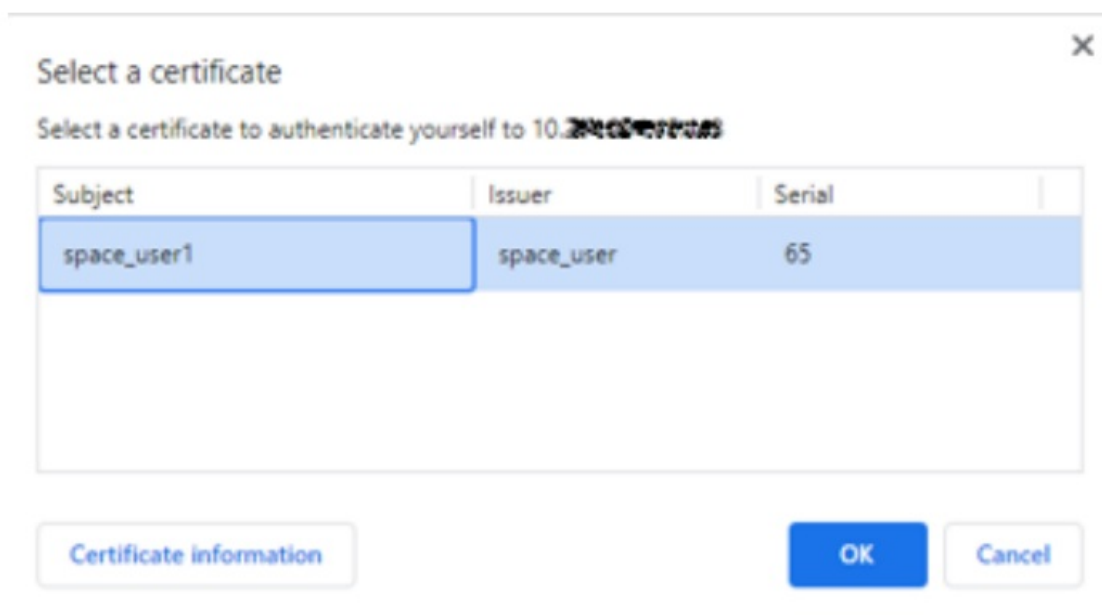 Select a certificate
Select a certificate to authenticate yourself to 10.
Subject Issuer Serial
space_user1 space_user 65
Certificate information OK Cancel